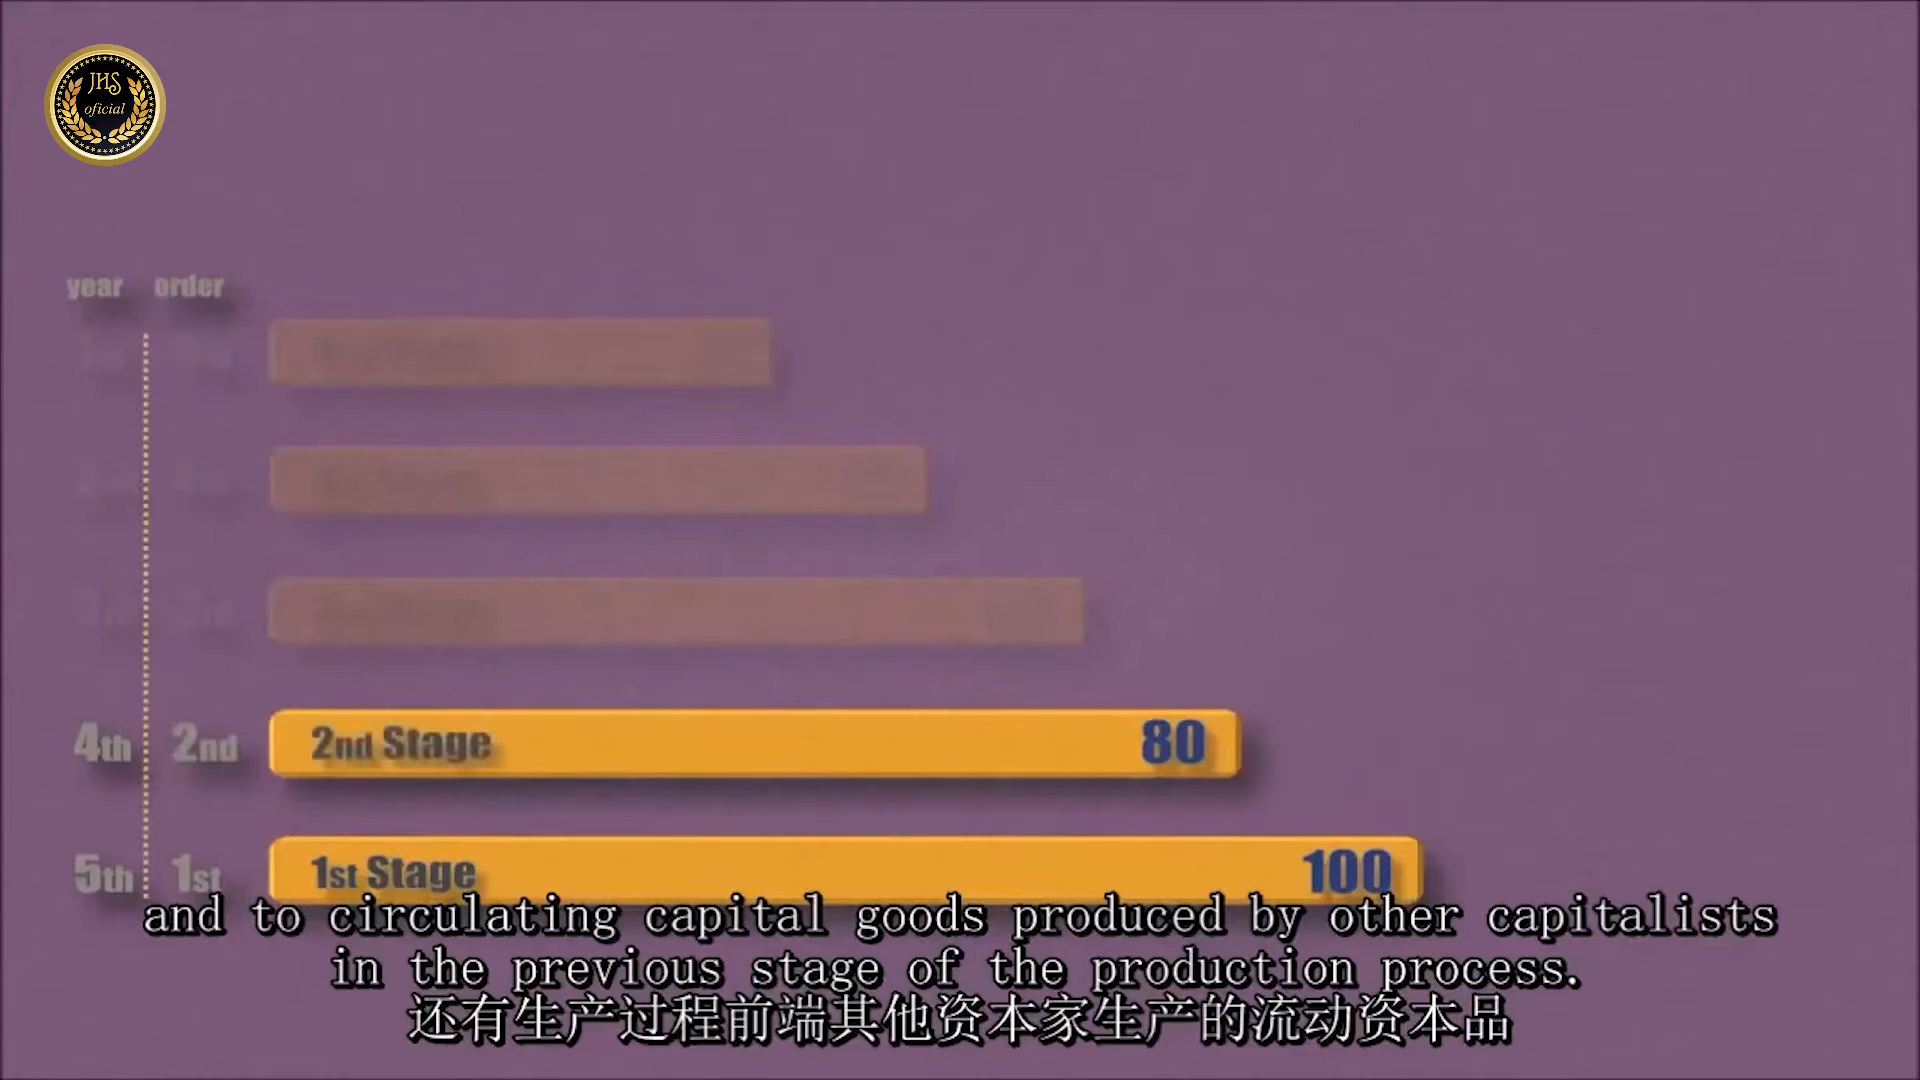 JHS
oficial
year order
4th 2nd 2nd Stage 80
5th 1st 1st Stage 100
and to circulating capital goods produced by other capitalists
in the previous stage of the production process.
还有生产过程前端其他资本家生产的流动资本品